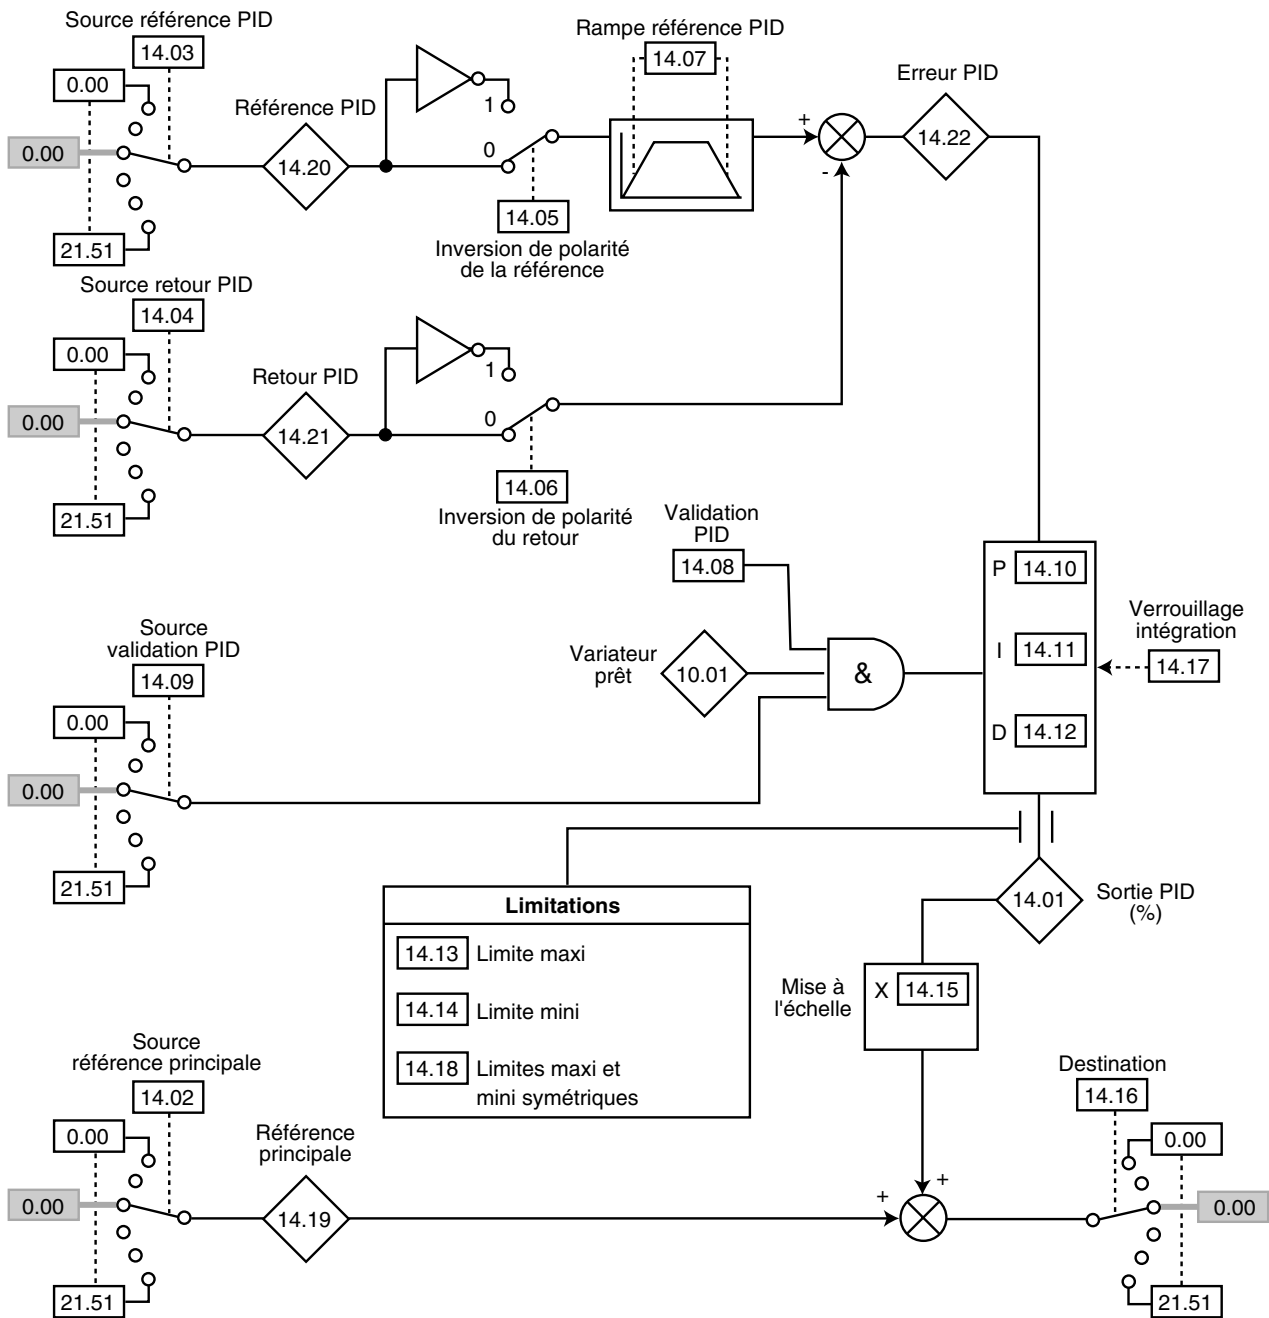 Source référence PID
14.03
0.00
0.00
21.51
Référence PID
14.20
1
0
14.05
Inversion de polarité
de la référence
Rampe référence PID
14.07
+
-
Erreur PID
14.22
Source retour PID
14.04
0.00
0.00
21.51
Retour PID
14.21
1
0
14.06
Inversion de polarité
du retour
Validation
PID
14.08
Variateur
prêt
10.01
&
P 14.10
I 14.11
D 14.12
Verrouillage
intégration
14.17
Source
validation PID
14.09
0.00
0.00
21.51
Limitations
14.13 Limite maxi
14.14 Limite mini
14.18 Limites maxi et
mini symétriques
14.01
Sortie PID
(%)
Mise à
l'échelle
X 14.15
Source
référence principale
14.02
0.00
0.00
21.51
Référence
principale
14.19
+
+
Destination
14.16
0.00
0.00
21.51